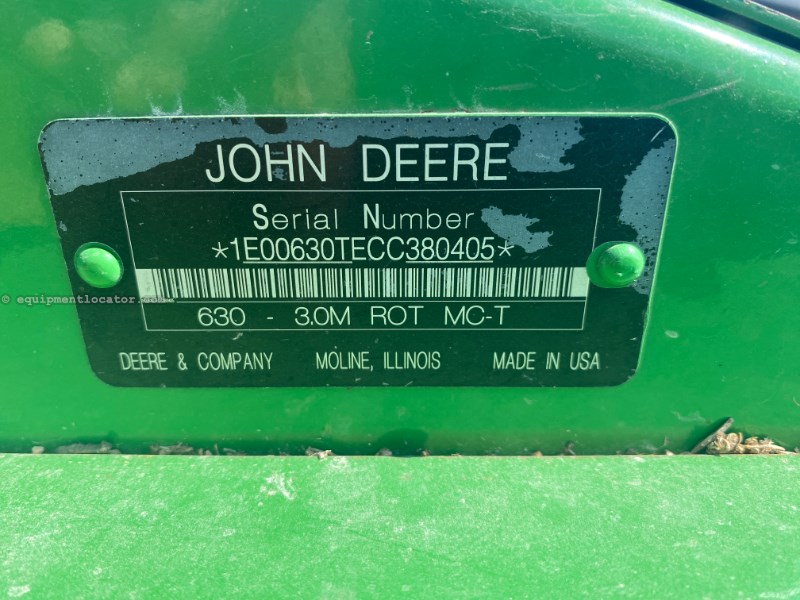 JOHN DEERE
Serial Number
*1E00630TECC380405*
630 - 3.0M ROT MC-T
DEERE & COMPANY MOLINE, ILLINOIS MADE IN USA
© equipmentlocator.com